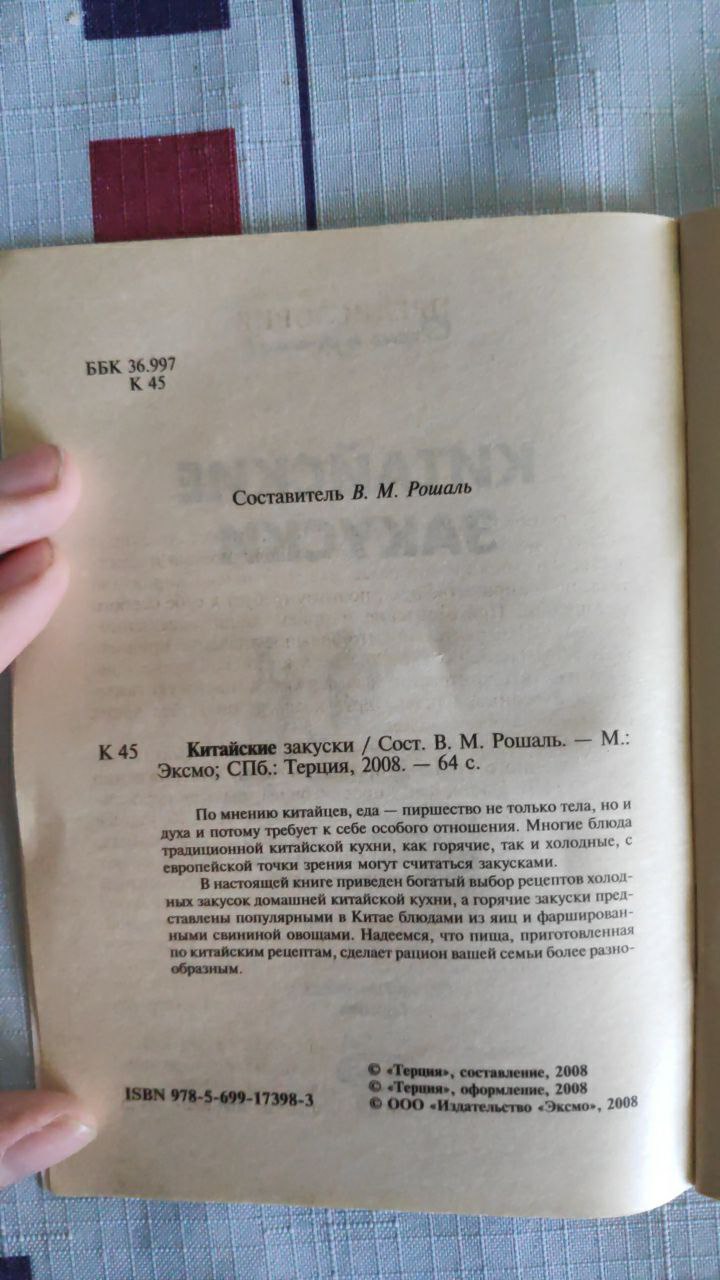 ББК 36.997
К 45
Составитель В. М. Рошаль
К 45 Китайские закуски / Сост. В. М. Рошаль. — М.:
Эксмо; СПб.: Терция, 2008. — 64 с.
По мнению китайцев, еда — пиршество не только тела, но и
духа и потому требует к себе особого отношения. Многие блюда
традиционной китайской кухни, как горячие, так и холодные, с
европейской точки зрения могут считаться закусками.
В настоящей книге приведен богатый выбор рецептов холод-
ных закусок домашней китайской кухни, а горячие закуски пред-
ставлены популярными в Китае блюдами из яиц и фарширован-
ными свининой овощами. Надеемся, что пища, приготовленная
по китайским рецептам, сделает рацион вашей семьи более разно-
образным.
© «Терция», составление, 2008
© «Терция», оформление, 2008
ISBN 978-5-699-17398-3 © ООО «Издательство «Эксмо», 2008